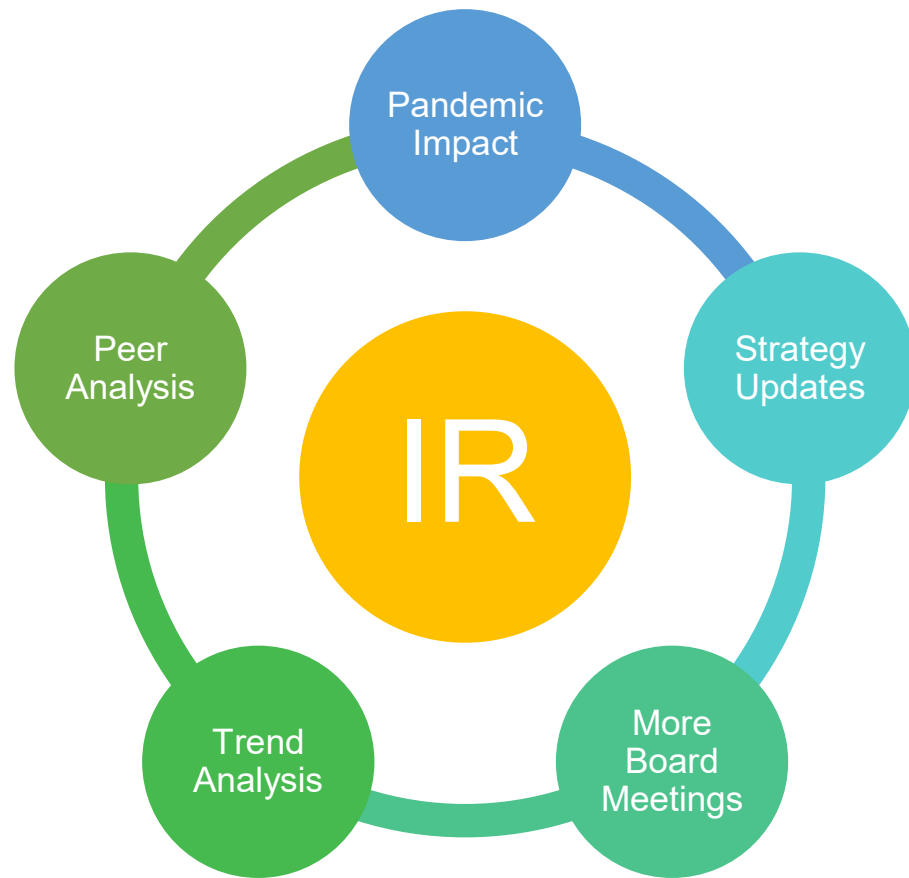 Pandemic
Impact
Strategy
Updates
More
Board
Meetings
Trend
Analysis
Peer
Analysis
IR